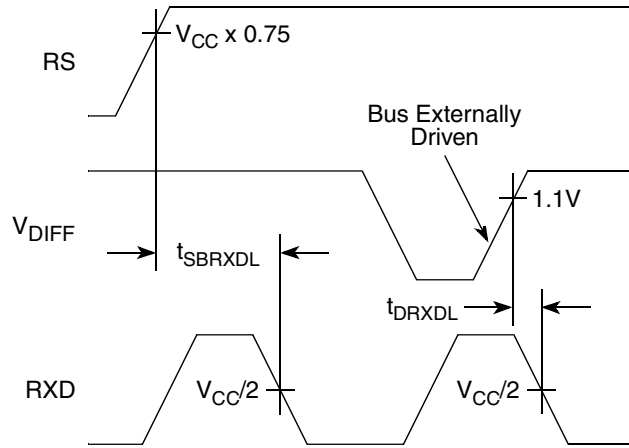 RS
V_CC x 0.75
Bus Externally
Driven
V_DIFF
1.1V
t_SBRXDL
t_DRXDL
RXD
V_CC/2
V_CC/2